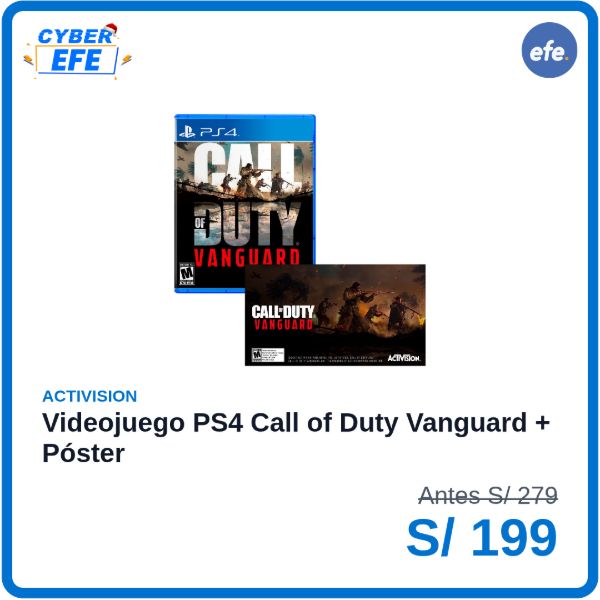 CYBER
EFE
efe.
PS4
CALL
OF DUTY
VANGUARD
M
CALL OF DUTY
VANGUARD
M
ACTIVISION
ACTIVISION
Videojuego PS4 Call of Duty Vanguard +
Póster
Antes S/ 279
S/ 199